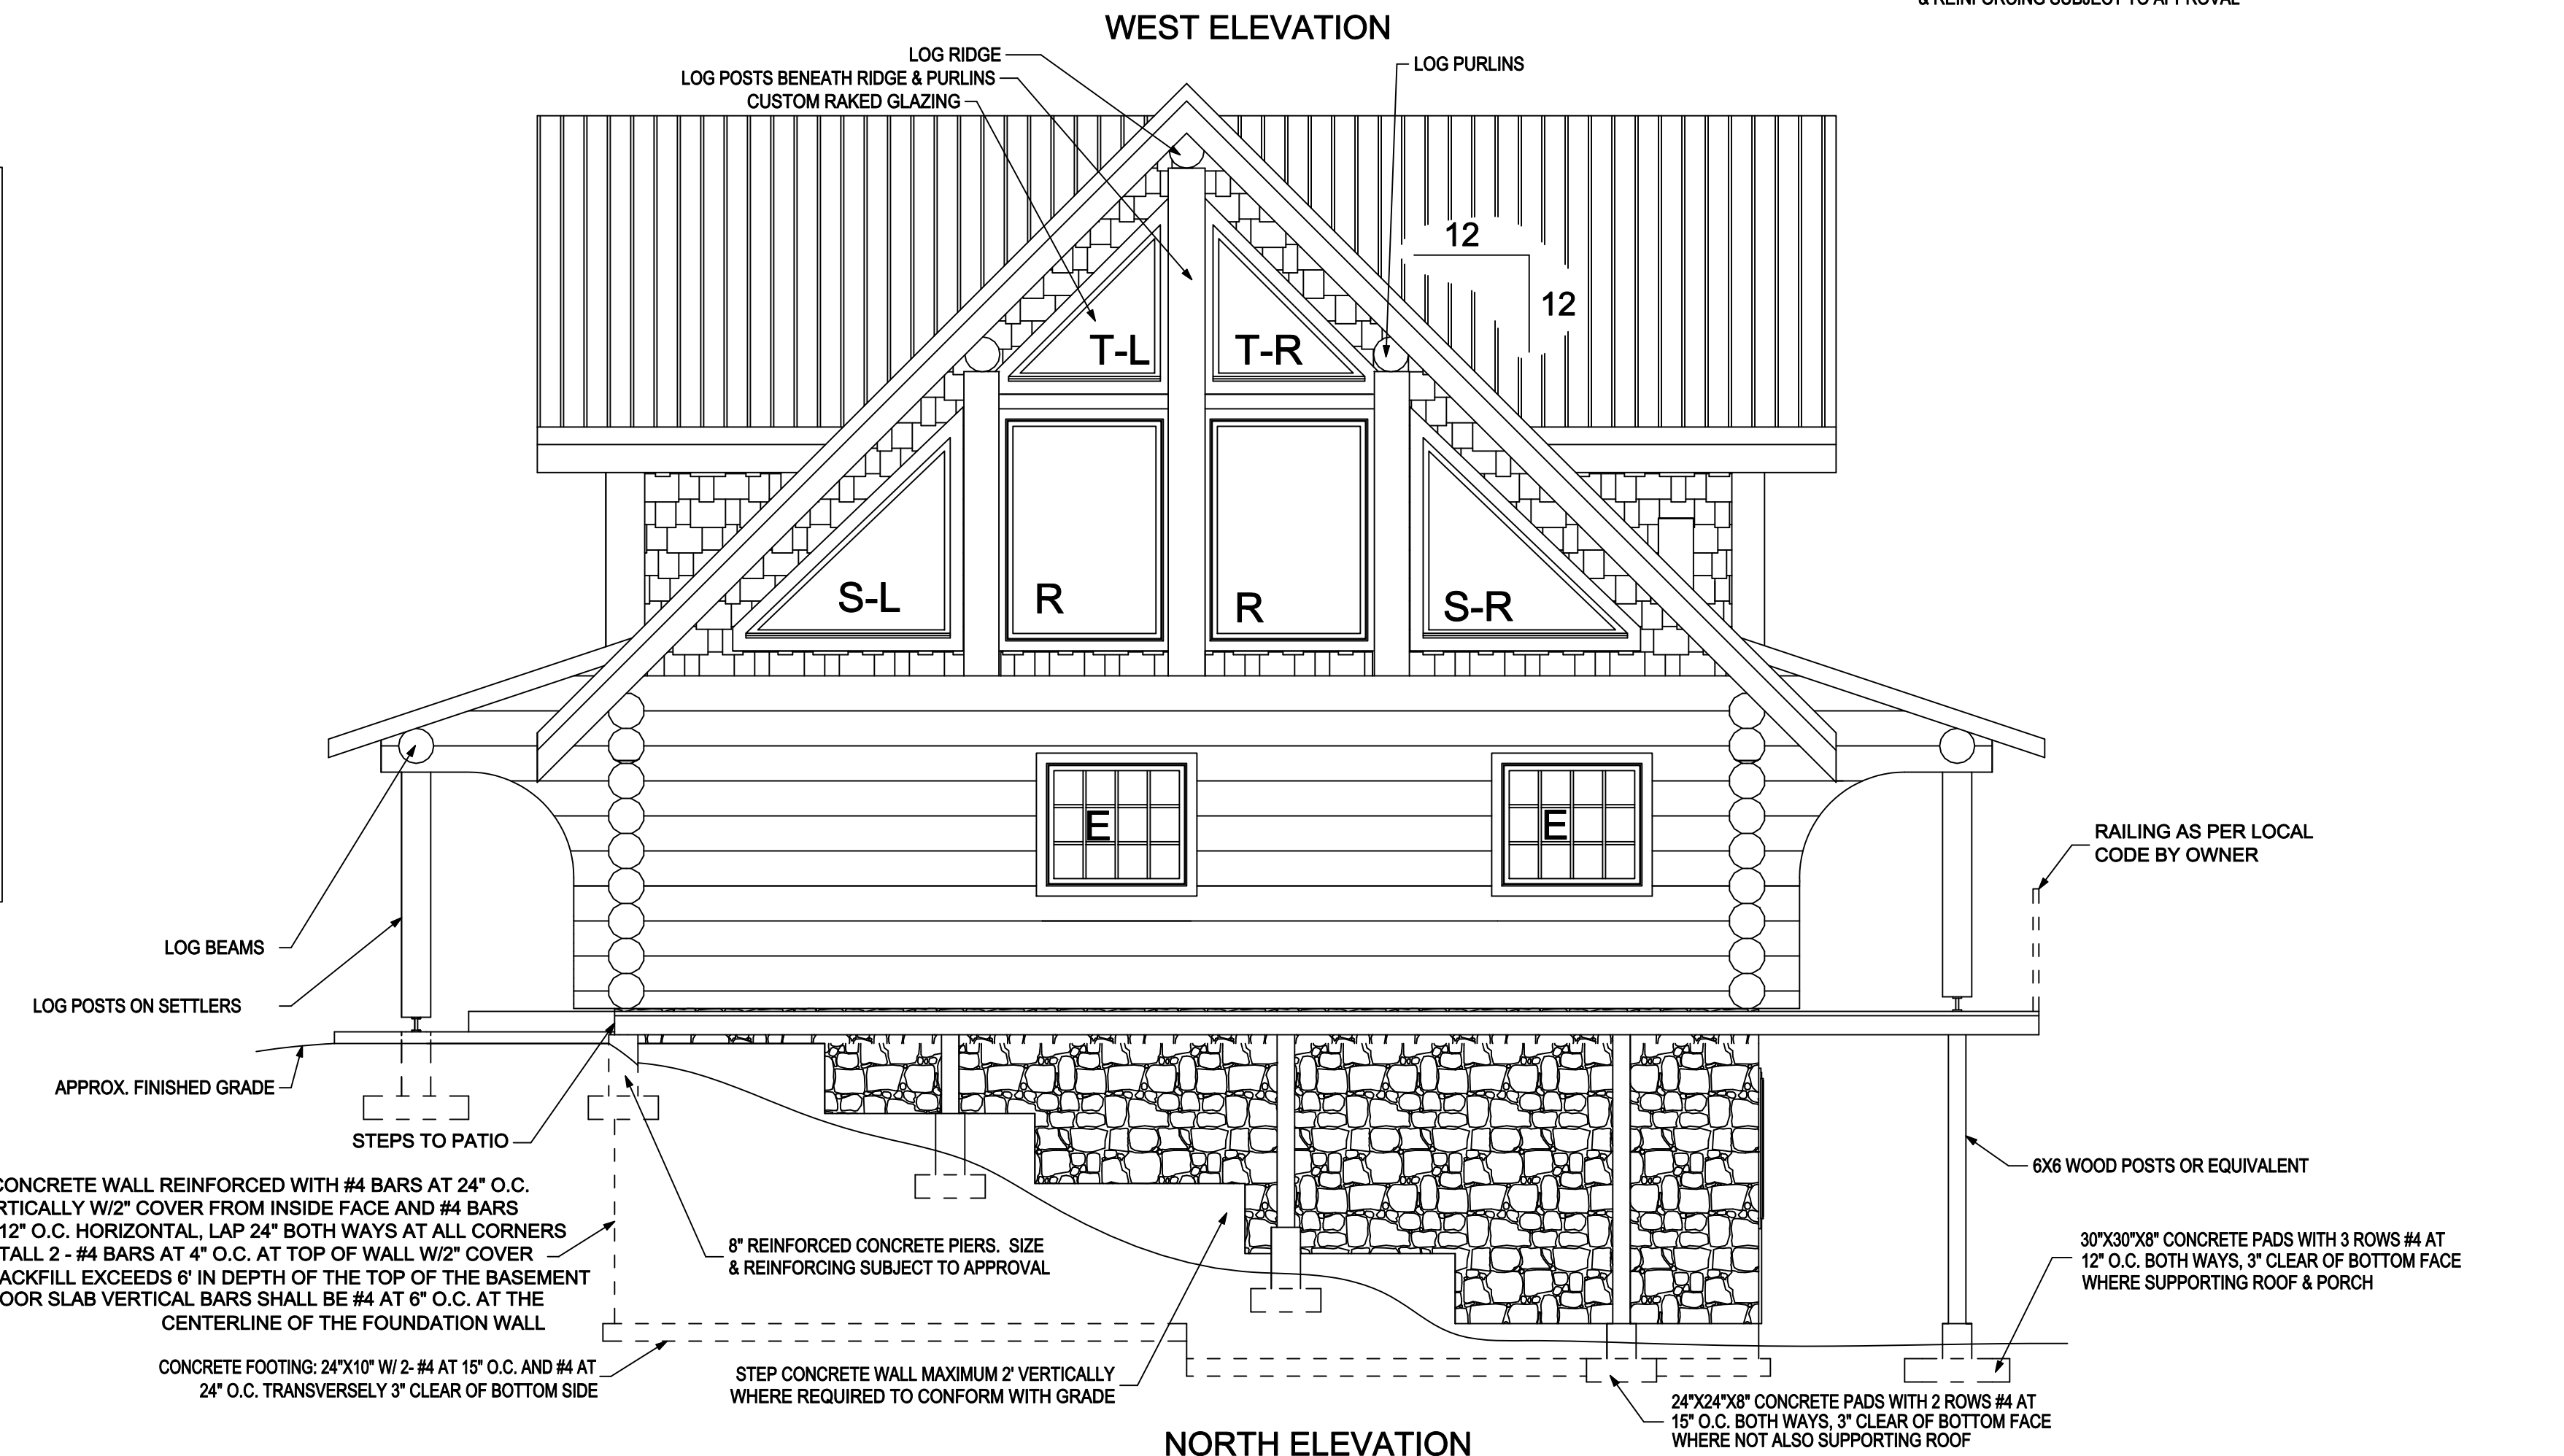 & REINFORCING SUBJECT TO APPROVAL
WEST ELEVATION
LOG RIDGE
LOG POSTS BENEATH RIDGE & PURLINS
CUSTOM RAKED GLAZING
LOG PURLINS
12
12
T-L
T-R
S-L
R
R
S-R
E
E
RAILING AS PER LOCAL
CODE BY OWNER
LOG BEAMS
LOG POSTS ON SETTLERS
APPROX. FINISHED GRADE
STEPS TO PATIO
CONCRETE WALL REINFORCED WITH #4 BARS AT 24" O.C.
RTICALLY W/2" COVER FROM INSIDE FACE AND #4 BARS
12" O.C. HORIZONTAL, LAP 24" BOTH WAYS AT ALL CORNERS
TALL 2 - #4 BARS AT 4" O.C. AT TOP OF WALL W/2" COVER
ACKFILL EXCEEDS 6' IN DEPTH OF THE TOP OF THE BASEMENT
OOR SLAB VERTICAL BARS SHALL BE #4 AT 6" O.C. AT THE
CENTERLINE OF THE FOUNDATION WALL
CONCRETE FOOTING: 24"X10" W/ 2- #4 AT 15" O.C. AND #4 AT
24" O.C. TRANSVERSELY 3" CLEAR OF BOTTOM SIDE
8" REINFORCED CONCRETE PIERS. SIZE
& REINFORCING SUBJECT TO APPROVAL
STEP CONCRETE WALL MAXIMUM 2' VERTICALLY
WHERE REQUIRED TO CONFORM WITH GRADE
6X6 WOOD POSTS OR EQUIVALENT
30"X30"X8" CONCRETE PADS WITH 3 ROWS #4 AT
12" O.C. BOTH WAYS, 3" CLEAR OF BOTTOM FACE
WHERE SUPPORTING ROOF & PORCH
24"X24"X8" CONCRETE PADS WITH 2 ROWS #4 AT
15" O.C. BOTH WAYS, 3" CLEAR OF BOTTOM FACE
WHERE NOT ALSO SUPPORTING ROOF
NORTH ELEVATION